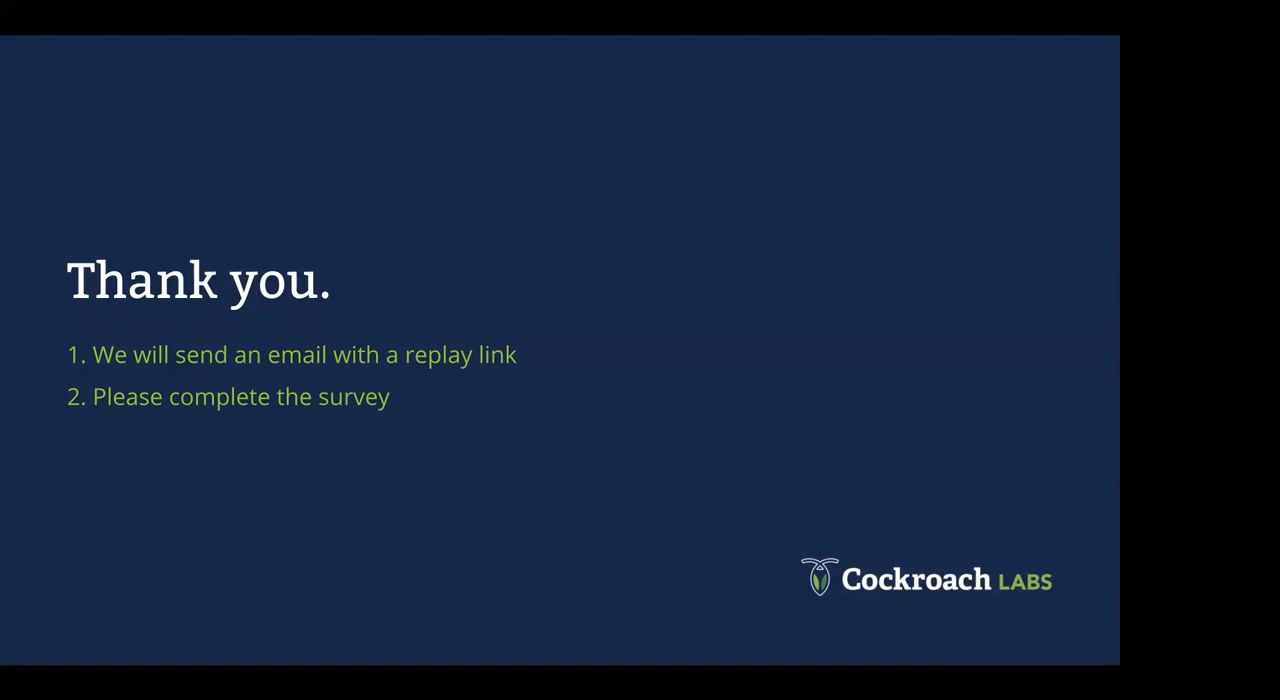 Thank you.
1. We will send an email with a replay link
2. Please complete the survey
Cockroach LABS